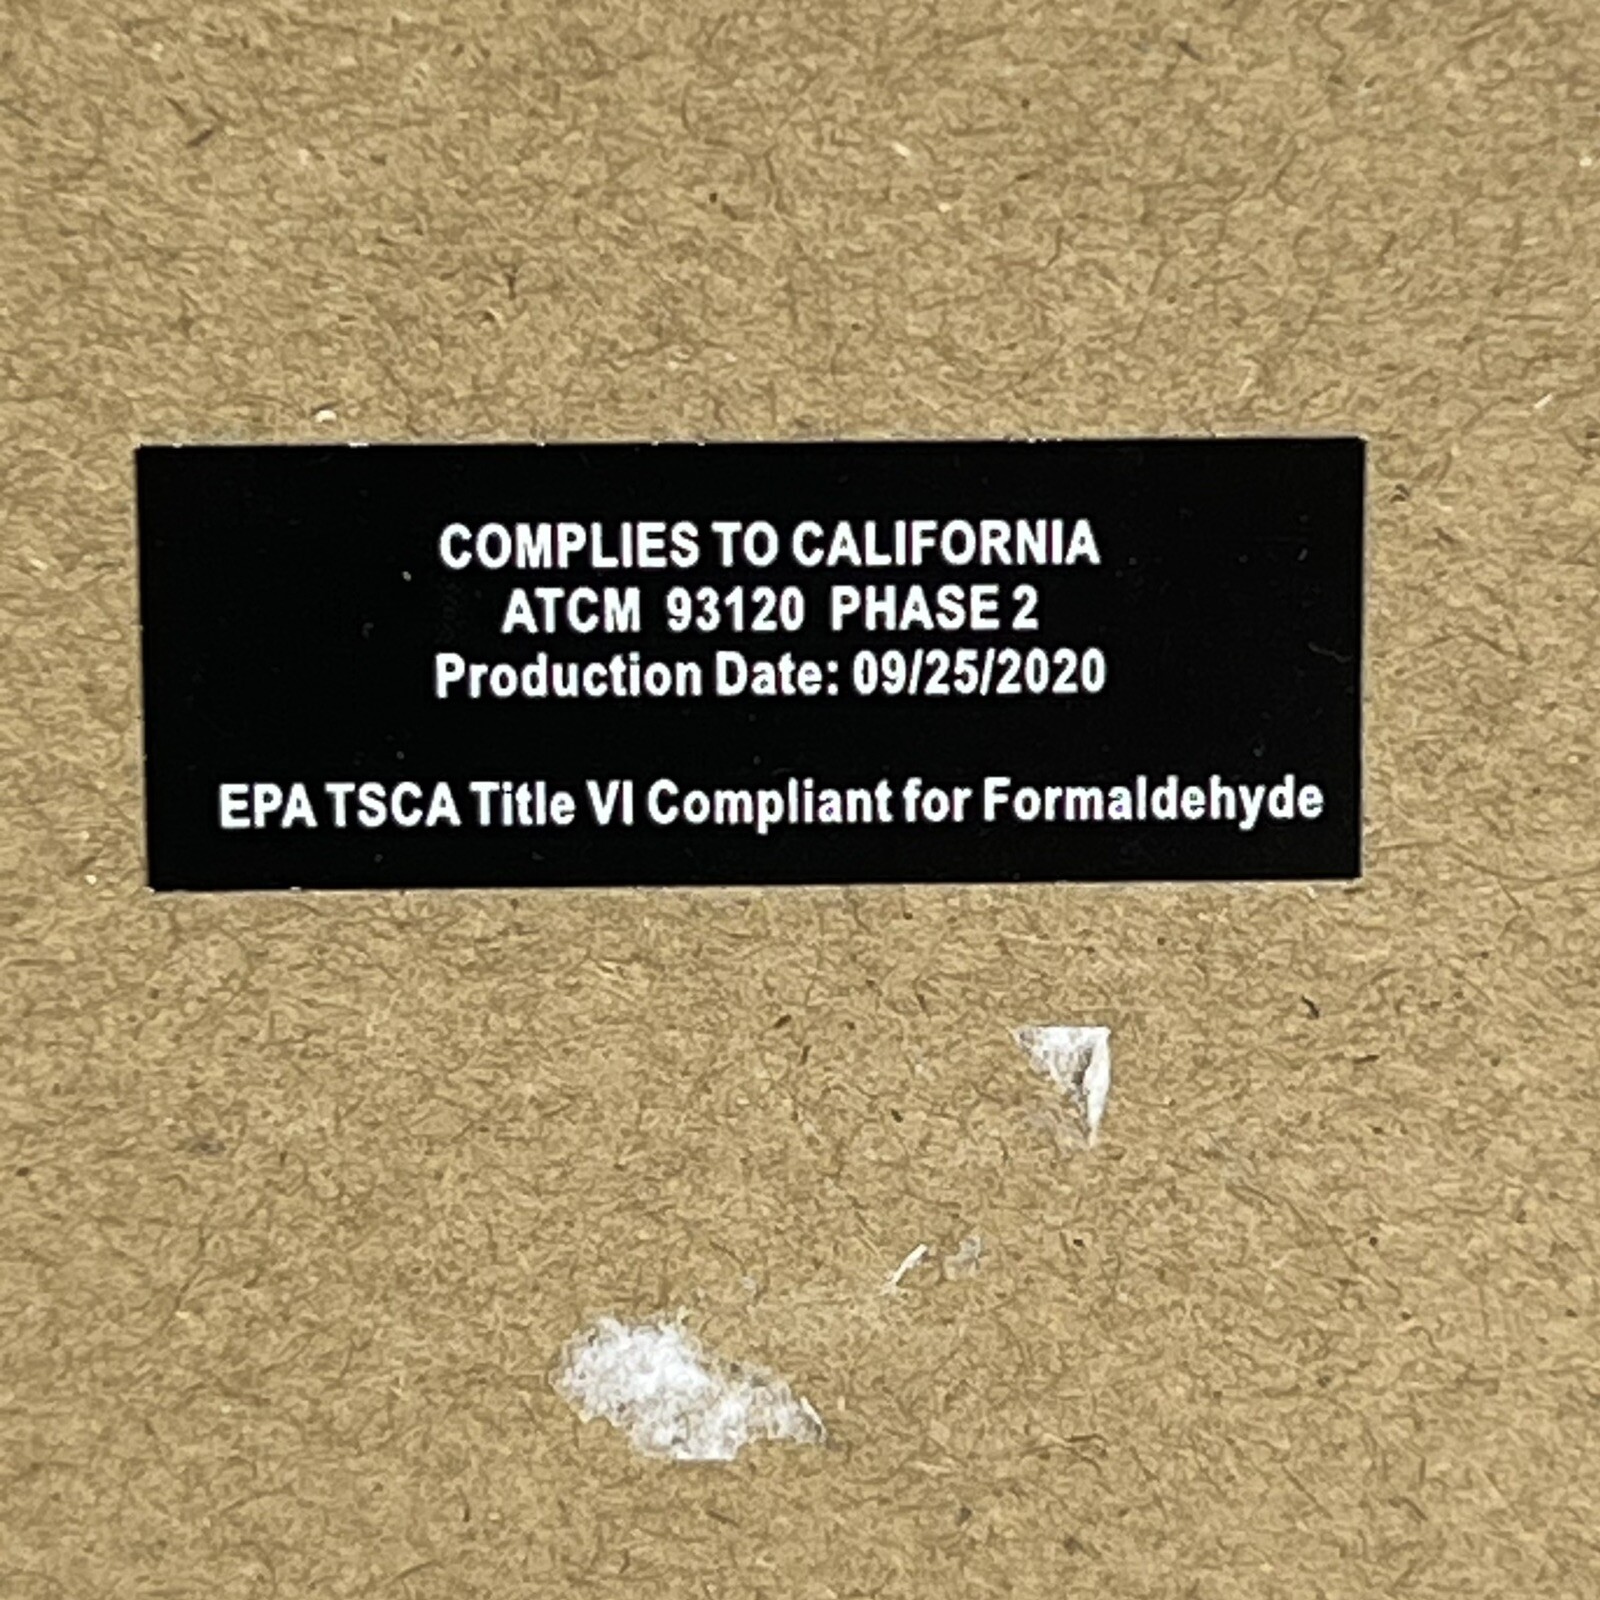 COMPLIES TO CALIFORNIA
ATCM 93120 PHASE 2
Production Date: 09/25/2020
EPA TSCA Title VI Compliant for Formaldehyde